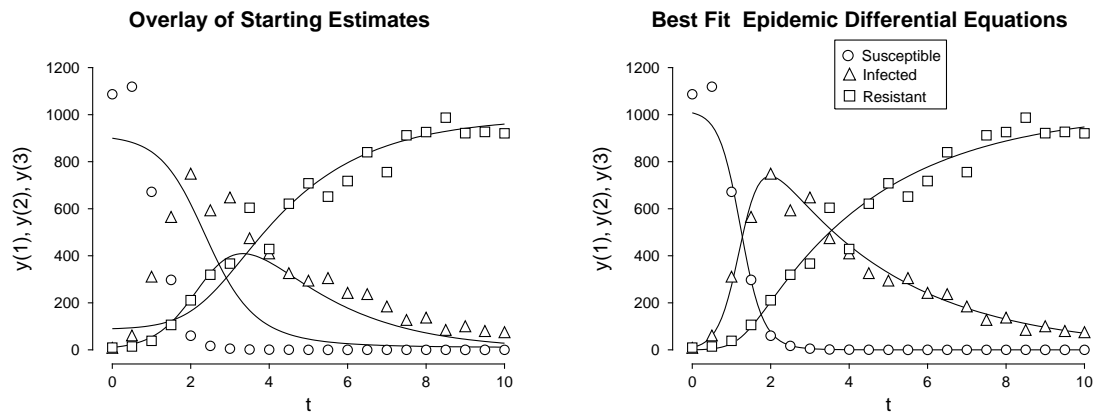 Overlay of Starting Estimates
1200
1000
800
600
400
200
0
y(1), y(2), y(3)
0 2 4 6 8 10
t
Best Fit Epidemic Differential Equations
Susceptible
Infected
Resistant
1200
1000
800
600
400
200
0
y(1), y(2), y(3)
0 2 4 6 8 10
t